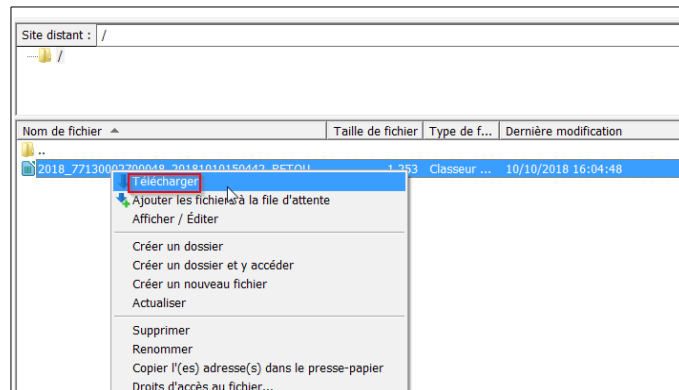 Site distant : /
/
Nom de fichier Taille de fichier Type de f... Dernière modification
..
2018_77130002700048_20181010150442_RETOU 1 253 Classeur ... 10/10/2018 16:04:48
Télécharger
Ajouter les fichiers à la file d'attente
Afficher / Éditer
Créer un dossier
Créer un dossier et y accéder
Créer un nouveau fichier
Actualiser
Supprimer
Renommer
Copier l'(es) adresse(s) dans le presse-papier
Droits d'accès au fichier...